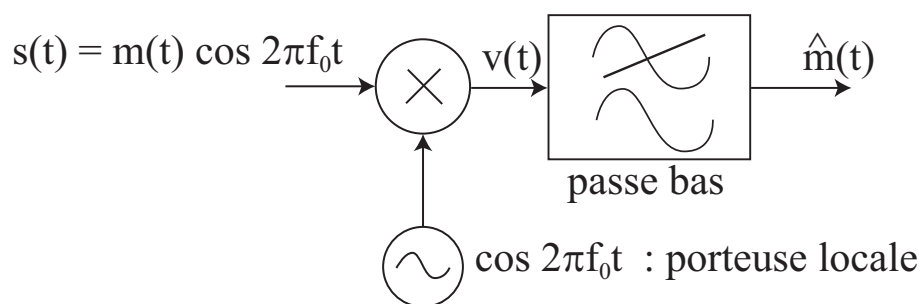 s(t) = m(t) cos 2πf₀t
v(t)
m̂(t)
passe bas
cos 2πf₀t : porteuse locale